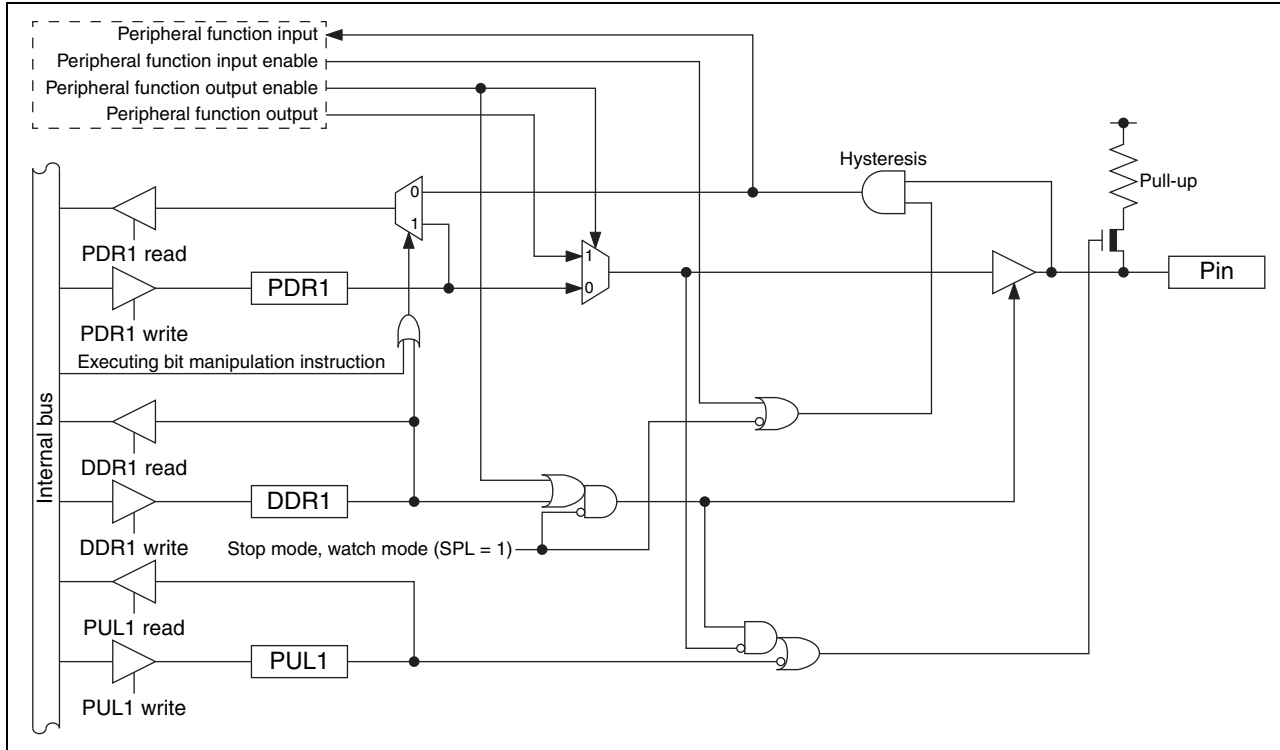 Peripheral function input
Peripheral function input enable
Peripheral function output enable
Peripheral function output
Hysteresis
Pull-up
0
1
PDR1 read
1
0
PDR1
Pin
PDR1 write
Executing bit manipulation instruction
Internal bus
DDR1 read
DDR1
DDR1 write
Stop mode, watch mode (SPL = 1)
PUL1 read
PUL1
PUL1 write